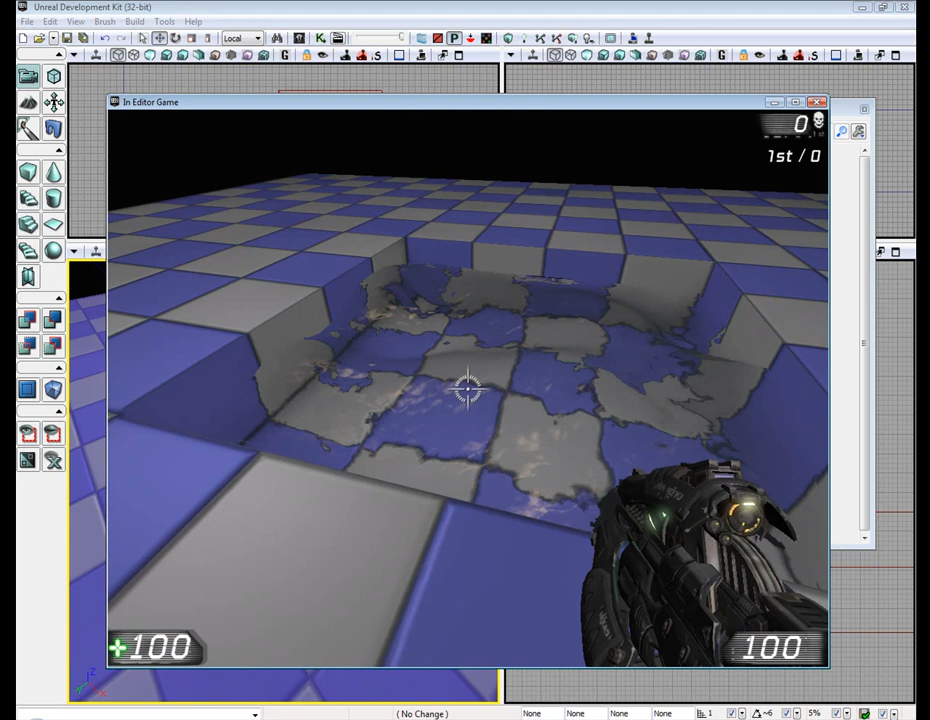 Unreal Development Kit (32-bit)
File Edit View Brush Build Tools Help
Local
P
G S
G S
In Editor Game
0
1st / 0
100
100
( No Change )
None None None None
1
5%